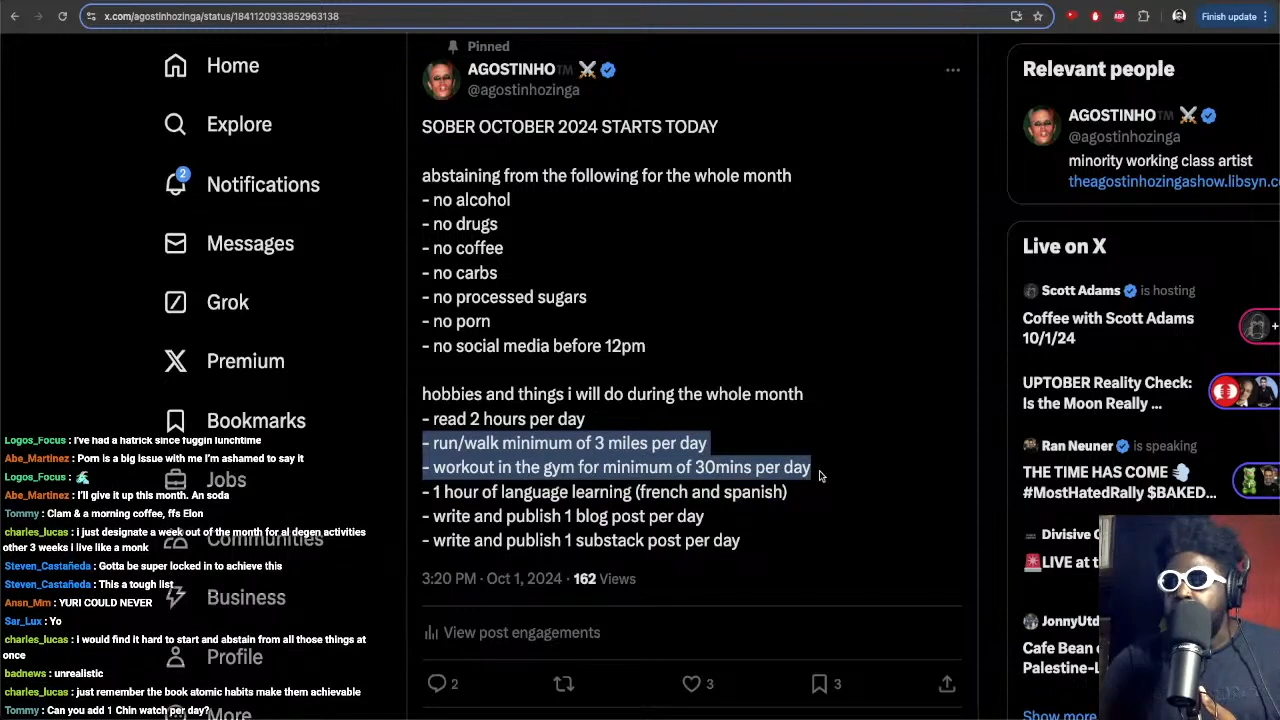 x.com/agostinhozinga/status/1841120933852963138
Finish update
Home
Explore
2
Notifications
Messages
Grok
Premium
Bookmarks
Jobs
Communities
Business
Profile
More
Pinned
AGOSTINHO™
@agostinhozinga
SOBER OCTOBER 2024 STARTS TODAY
abstaining from the following for the whole month
- no alcohol
- no drugs
- no coffee
- no carbs
- no processed sugars
- no porn
- no social media before 12pm
hobbies and things i will do during the whole month
- read 2 hours per day
- run/walk minimum of 3 miles per day
- workout in the gym for minimum of 30mins per day
- 1 hour of language learning (french and spanish)
- write and publish 1 blog post per day
- write and publish 1 substack post per day
3:20 PM · Oct 1, 2024 · 162 Views
View post engagements
2
3
3
Relevant people
AGOSTINHO™
@agostinhozinga
minority working class artist
theagostinhozingashow.libsyn.c
Live on X
Scott Adams is hosting
Coffee with Scott Adams
10/1/24
UPTOBER Reality Check:
Is the Moon Really ...
Ran Neuner is speaking
THE TIME HAS COME
#MostHatedRally $BAKED...
Divisive
LIVE at t
JonnyUtd
Cafe Bean
Palestine-L
Show more
Logos_Focus : I've had a hatrick since fuggin lunchtime
Abe_Martinez : Porn is a big issue with me I'm ashamed to say it
Logos_Focus : 🌊
Abe_Martinez : I'll give it up this month. An soda
Tommy : Clam & a morning coffee, ffs Elon
charles_lucas : i just designate a week out of the month for al degen activities
other 3 weeks i live like a monk
Steven_Castañeda : Gotta be super locked in to achieve this
Steven_Castañeda : This a tough list
Ansn_Mm : YURI COULD NEVER
Sar_Lux : Yo
charles_lucas : i would find it hard to start and abstain from all those things at
once
badnews : unrealistic
charles_lucas : just remember the book atomic habits make them achievable
Tommy : Can you add 1 Chin watch per day?